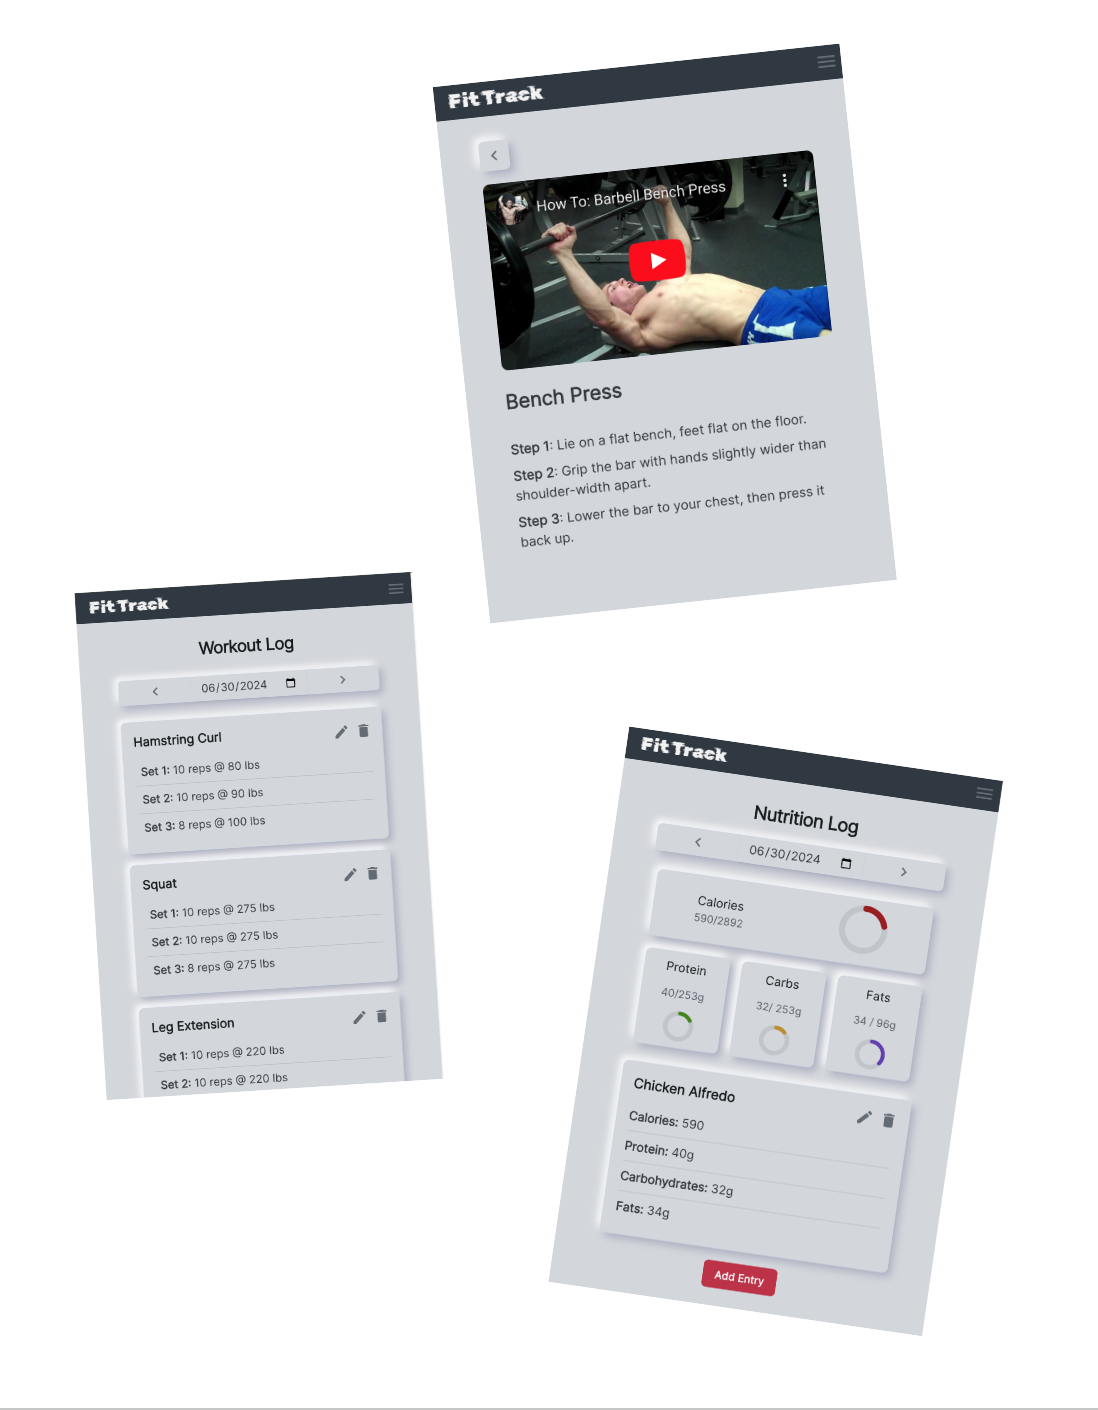 Fit Track
How To: Barbell Bench Press
Bench Press
Step 1: Lie on a flat bench, feet flat on the floor.
Step 2: Grip the bar with hands slightly wider than
shoulder-width apart.
Step 3: Lower the bar to your chest, then press it
back up.
Fit Track
Workout Log
06/30/2024
Hamstring Curl
Set 1: 10 reps @ 80 lbs
Set 2: 10 reps @ 90 lbs
Set 3: 8 reps @ 100 lbs
Squat
Set 1: 10 reps @ 275 lbs
Set 2: 10 reps @ 275 lbs
Set 3: 8 reps @ 275 lbs
Leg Extension
Set 1: 10 reps @ 220 lbs
Set 2: 10 reps @ 220 lbs
Fit Track
Nutrition Log
06/30/2024
Calories
590/2892
Protein
40/253g
Carbs
32/ 253g
Fats
34 / 96g
Chicken Alfredo
Calories: 590
Protein: 40g
Carbohydrates: 32g
Fats: 34g
Add Entry